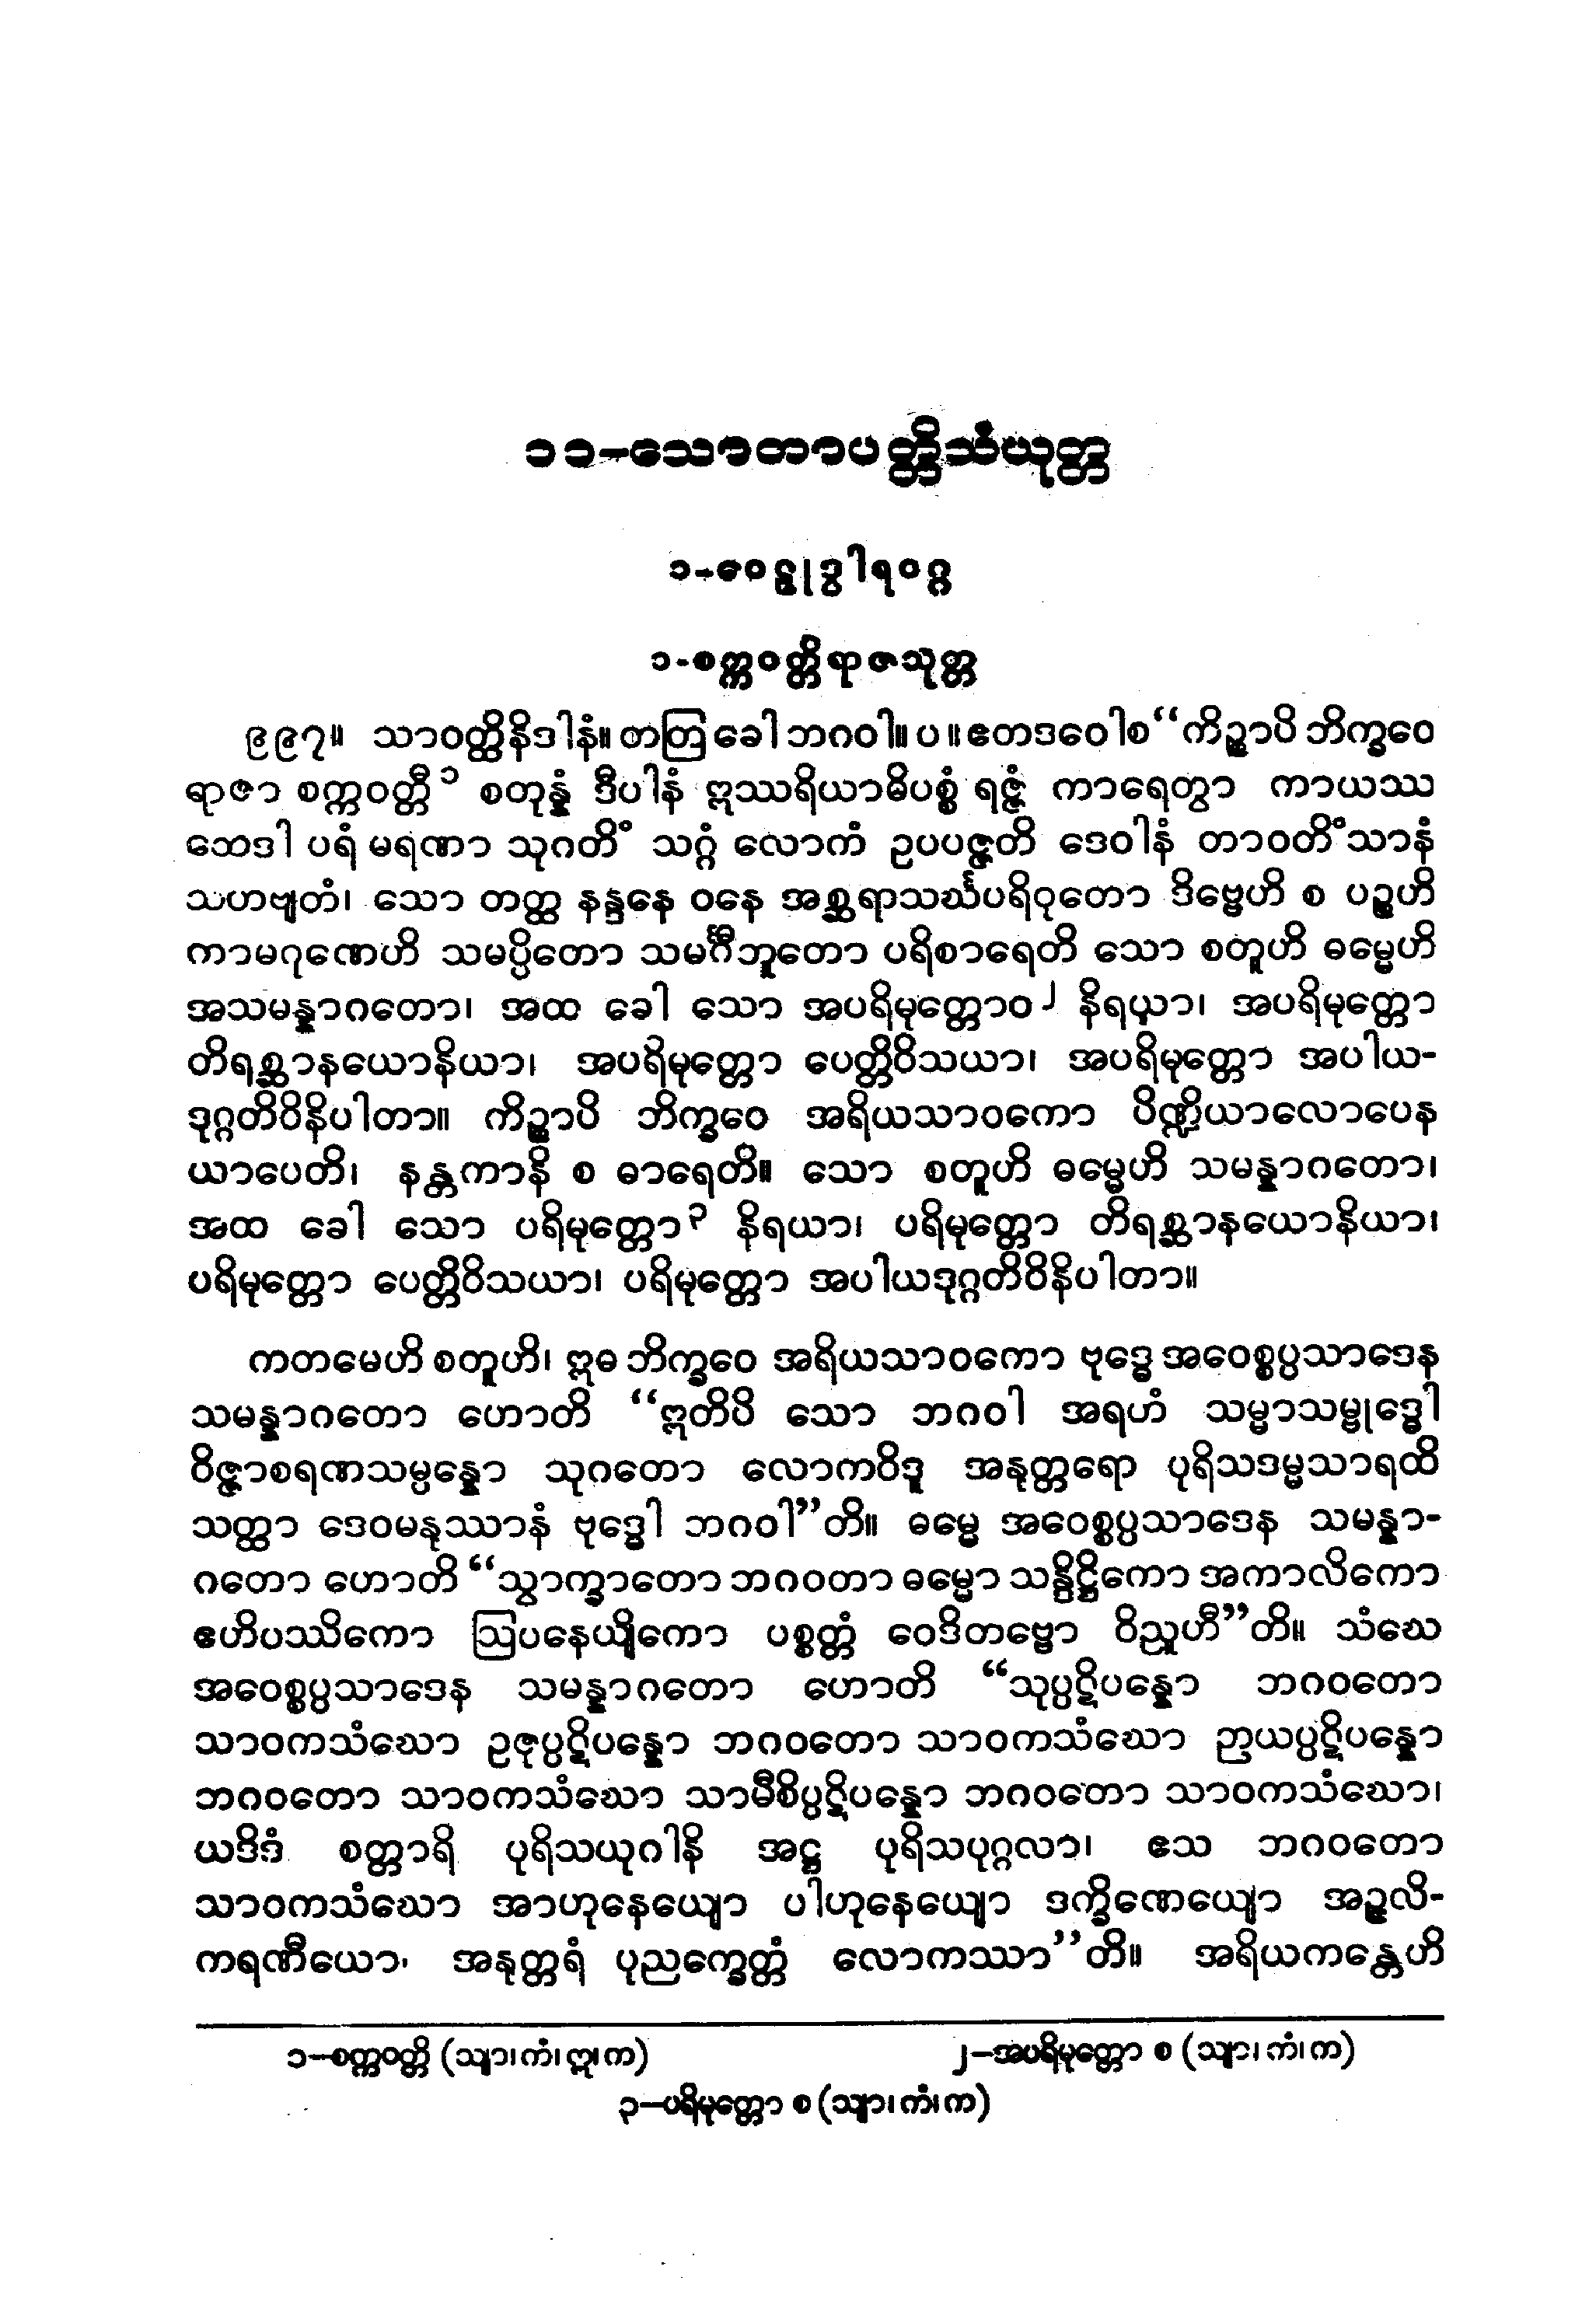 ၁၁–သောတာပတ္တိသံယုတ္တ
၁-ဝေဠုဒွါရဝဂ္ဂ
၁-စက္ကဝတ္တိရာဇသုတ္တ
၉၉၇။ သာဝတ္ထိနိဒါနံ။ တတြ ခေါ ဘဂဝါ။ ပ ။ ဧတဒဝေါစ “ကိဉ္စာပိ ဘိက္ခဝေ
ရာဇာ စက္ကဝတ္တီ ၁ စတုန္နံ ဒီပါနံ ဣဿရိယာဓိပစ္စံ ရဇ္ဇံ ကာရေတွာ ကာယဿ
ဘေဒါ ပရံ မရဏာ သုဂတိံ သဂ္ဂံ လောကံ ဥပပဇ္ဇတိ ဒေဝါနံ တာဝတိံသာနံ
သဟဗျတံ၊ သော တတ္ထ နန္ဒနေ ဝနေ အစ္ဆရာသင်္ဃပရိဝုတော ဒိဗ္ဗေဟိ စ ပဉ္စဟိ
ကာမဂုဏေဟိ သမပ္ပိတော သမင်္ဂီဘူတော ပရိစာရေတိ သော စတူဟိ ဓမ္မေဟိ
အသမန္နာဂတော၊ အထ ခေါ သော အပရိမုတ္တောဝ ၂ နိရယာ၊ အပရိမုတ္တော
တိရစ္ဆာနယောနိယာ၊ အပရိမုတ္တော ပေတ္တိဝိသယာ၊ အပရိမုတ္တော အပါယ-
ဒုဂ္ဂတိဝိနိပါတာ။ ကိဉ္စာပိ ဘိက္ခဝေ အရိယသာဝကော ပိဏ္ဍိယာလောပေန
ယာပေတိ၊ နန္တကာနိ စ ဓာရေတိ။ သော စတူဟိ ဓမ္မေဟိ သမန္နာဂတော၊
အထ ခေါ သော ပရိမုတ္တော ၃ နိရယာ၊ ပရိမုတ္တော တိရစ္ဆာနယောနိယာ၊
ပရိမုတ္တော ပေတ္တိဝိသယာ၊ ပရိမုတ္တော အပါယဒုဂ္ဂတိဝိနိပါတာ။
ကတမေဟိ စတူဟိ၊ ဣဓ ဘိက္ခဝေ အရိယသာဝကော ဗုဒ္ဓေ အဝေစ္စပ္ပသာဒေန
သမန္နာဂတော ဟောတိ “ဣတိပိ သော ဘဂဝါ အရဟံ သမ္မာသမ္ဗုဒ္ဓေါ
ဝိဇ္ဇာစရဏသမ္ပန္နော သုဂတော လောကဝိဒူ အနုတ္တရော ပုရိသဒမ္မသာရထိ
သတ္ထာ ဒေဝမနုဿာနံ ဗုဒ္ဓေါ ဘဂဝါ”တိ။ ဓမ္မေ အဝေစ္စပ္ပသာဒေန သမန္နာ-
ဂတော ဟောတိ “သွာက္ခာတော ဘဂဝတာ ဓမ္မော သန္ဒိဋ္ဌိကော အကာလိကော
ဧဟိပဿိကော ဩပနေယျိကော ပစ္စတ္တံ ဝေဒိတဗ္ဗော ဝိညူဟီ”တိ။ သံဃေ
အဝေစ္စပ္ပသာဒေန သမန္နာဂတော ဟောတိ “သုပ္ပဋိပန္နော ဘဂဝတော
သာဝကသံဃော ဥဇုပ္ပဋိပန္နော ဘဂဝတော သာဝကသံဃော ဉာယပ္ပဋိပန္နော
ဘဂဝတော သာဝကသံဃော သာမီစိပ္ပဋိပန္နော ဘဂဝတော သာဝကသံဃော၊
ယဒိဒံ စတ္တာရိ ပုရိသယုဂါနိ အဋ္ဌ ပုရိသပုဂ္ဂလာ၊ ဧသ ဘဂဝတော
သာဝကသံဃော အာဟုနေယျော ပါဟုနေယျော ဒက္ခိဏေယျော အဉ္ဇလိ-
ကရဏီယော၊ အနုတ္တရံ ပုညက္ခေတ္တံ လောကဿာ”တိ။ အရိယကန္တေဟိ
၁–စက္ကဝတ္တိ (သျာ၊ ကံ၊ ဣ၊ က)
၂–အပရိမုတ္တော စ (သျာ၊ ကံ၊ က)
၃–ပရိမုတ္တော စ (သျာ၊ ကံ၊ က)